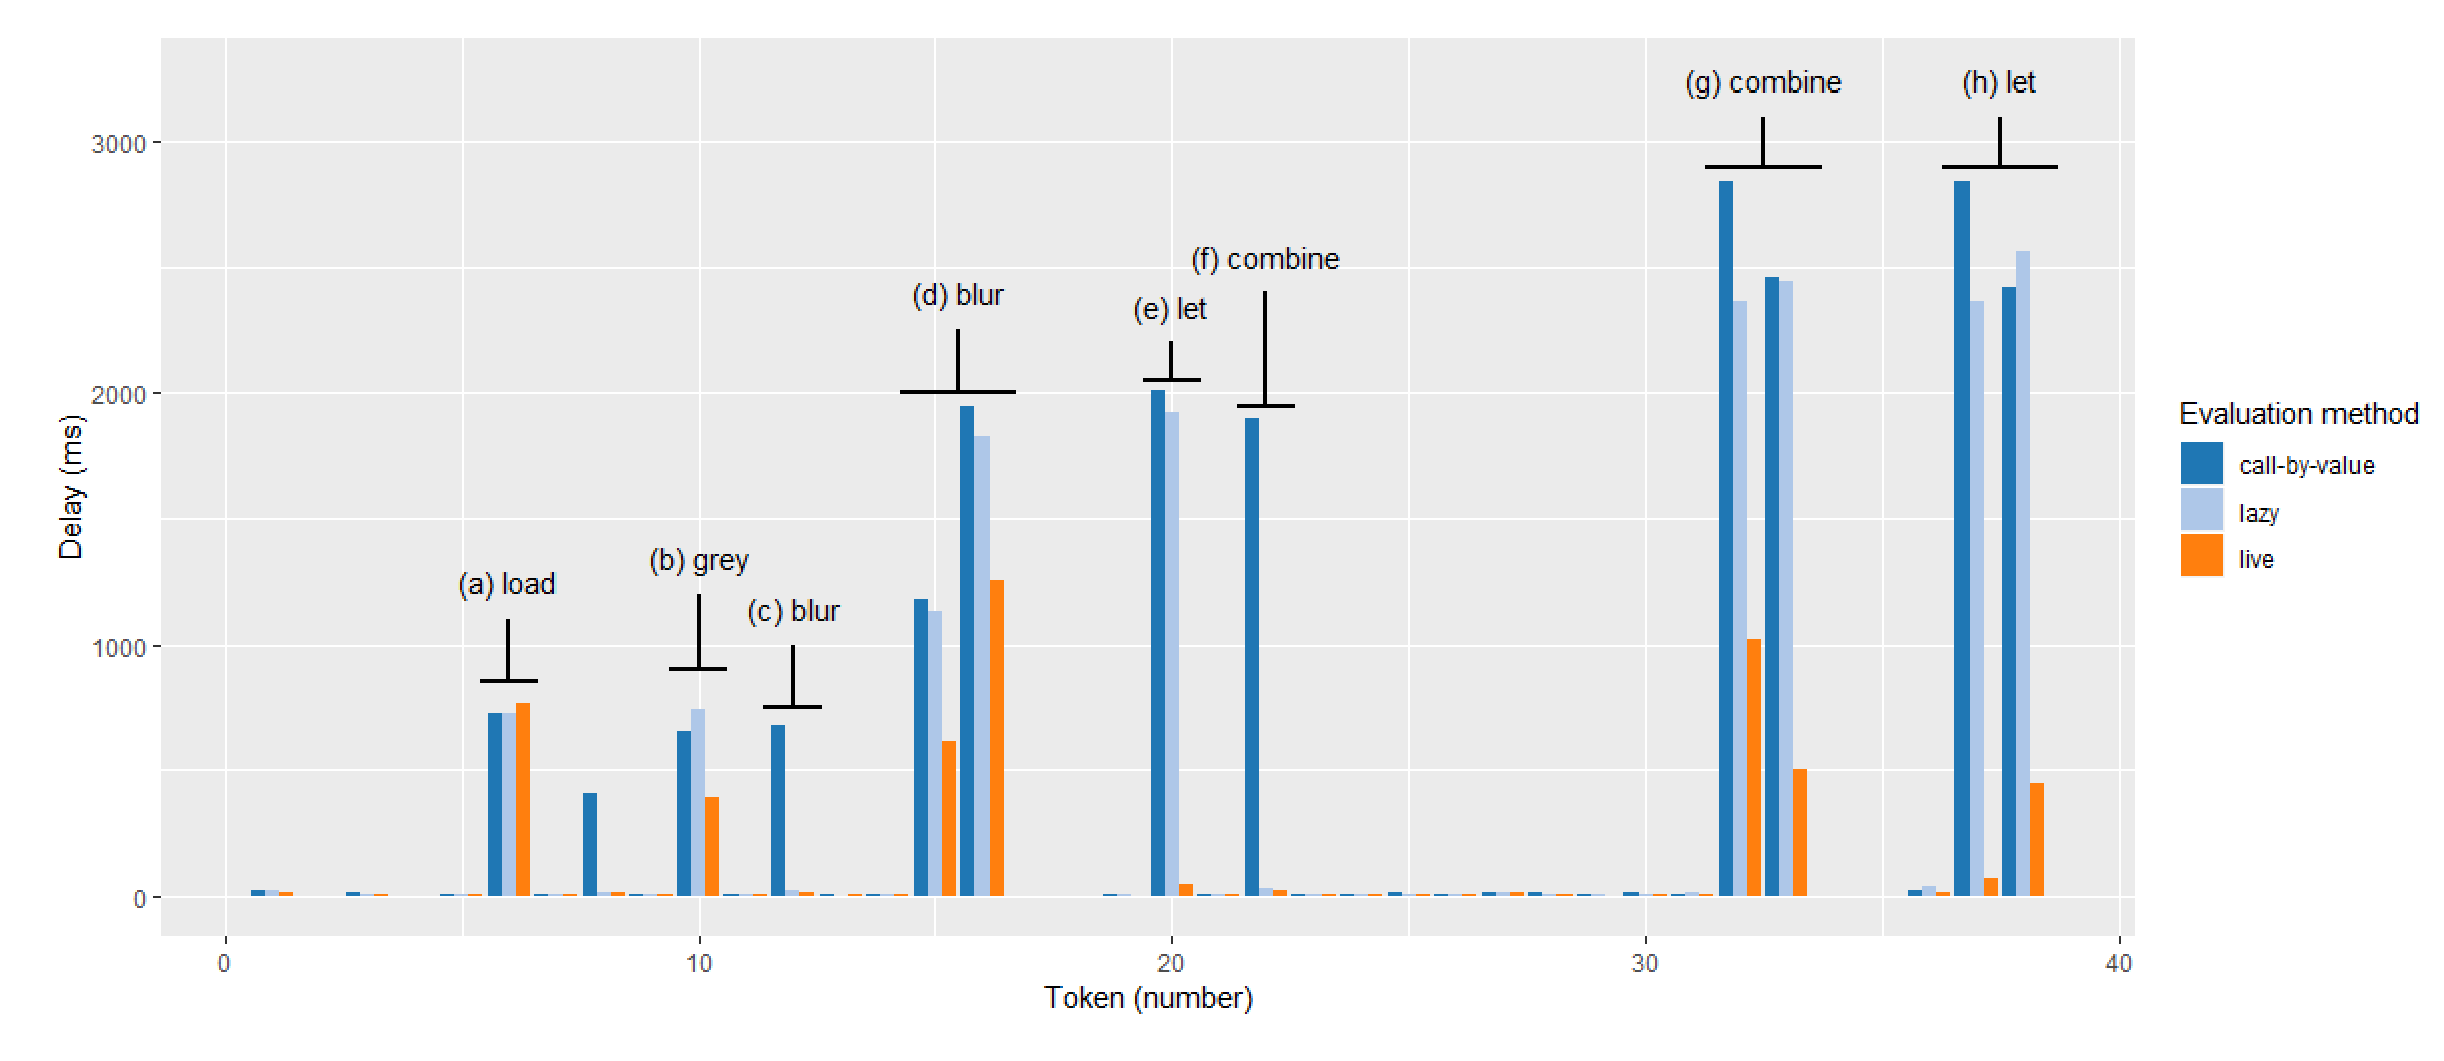 (g) combine
(h) let
3000
(f) combine
(d) blur
(e) let
2000
Delay (ms)
Evaluation method
call-by-value
lazy
live
(b) grey
(a) load
(c) blur
1000
0
0
10
20
30
40
Token (number)